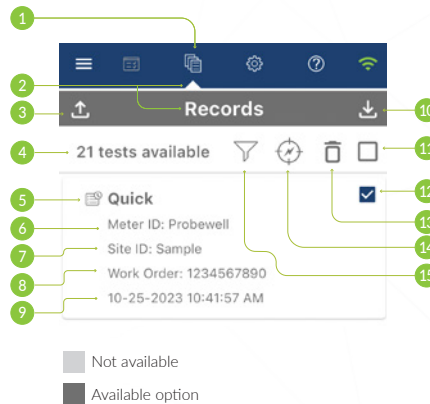 1
2
3
Records
10
4
21 tests available
11
5
Quick
12
6
Meter ID: Probewell
13
7
Site ID: Sample
14
8
Work Order: 1234567890
15
9
10-25-2023 10:41:57 AM
Not available
Available option